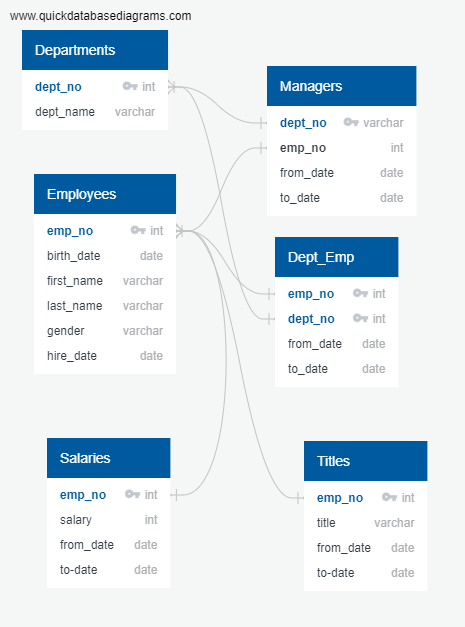 www.quickdatabasediagrams.com
Departments
dept_no int
dept_name varchar
Managers
dept_no varchar
emp_no int
from_date date
to_date date
Employees
emp_no int
birth_date date
first_name varchar
last_name varchar
gender varchar
hire_date date
Dept_Emp
emp_no int
dept_no int
from_date date
to_date date
Salaries
emp_no int
salary int
from_date date
to-date date
Titles
emp_no int
title varchar
from_date date
to-date date